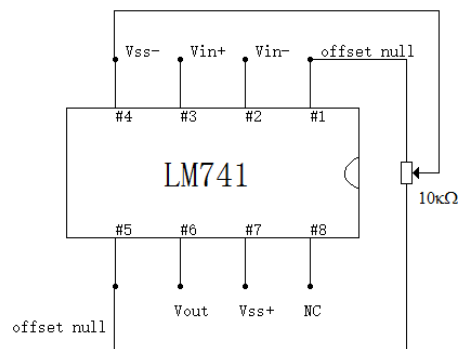 Vss- Vin+ Vin- offset null
#4 #3 #2 #1
LM741
10κΩ
#5 #6 #7 #8
Vout Vss+ NC
offset null